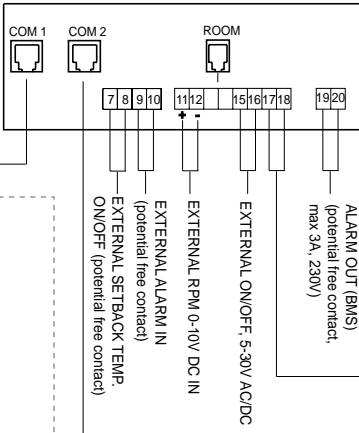 COM 1
COM 2
ROOM
7 8 9 10
11 12
15 16 17 18
19 20
+ -
EXTERNAL SETBACK TEMP.
ON/OFF (potential free contact)
EXTERNAL ALARM IN
(potential free contact)
EXTERNAL RPM 0-10V DC IN
EXTERNAL ON/OFF, 5-30V AC/DC
ALARM OUT (BMS)
(potential free contact,
max 3A, 230V)